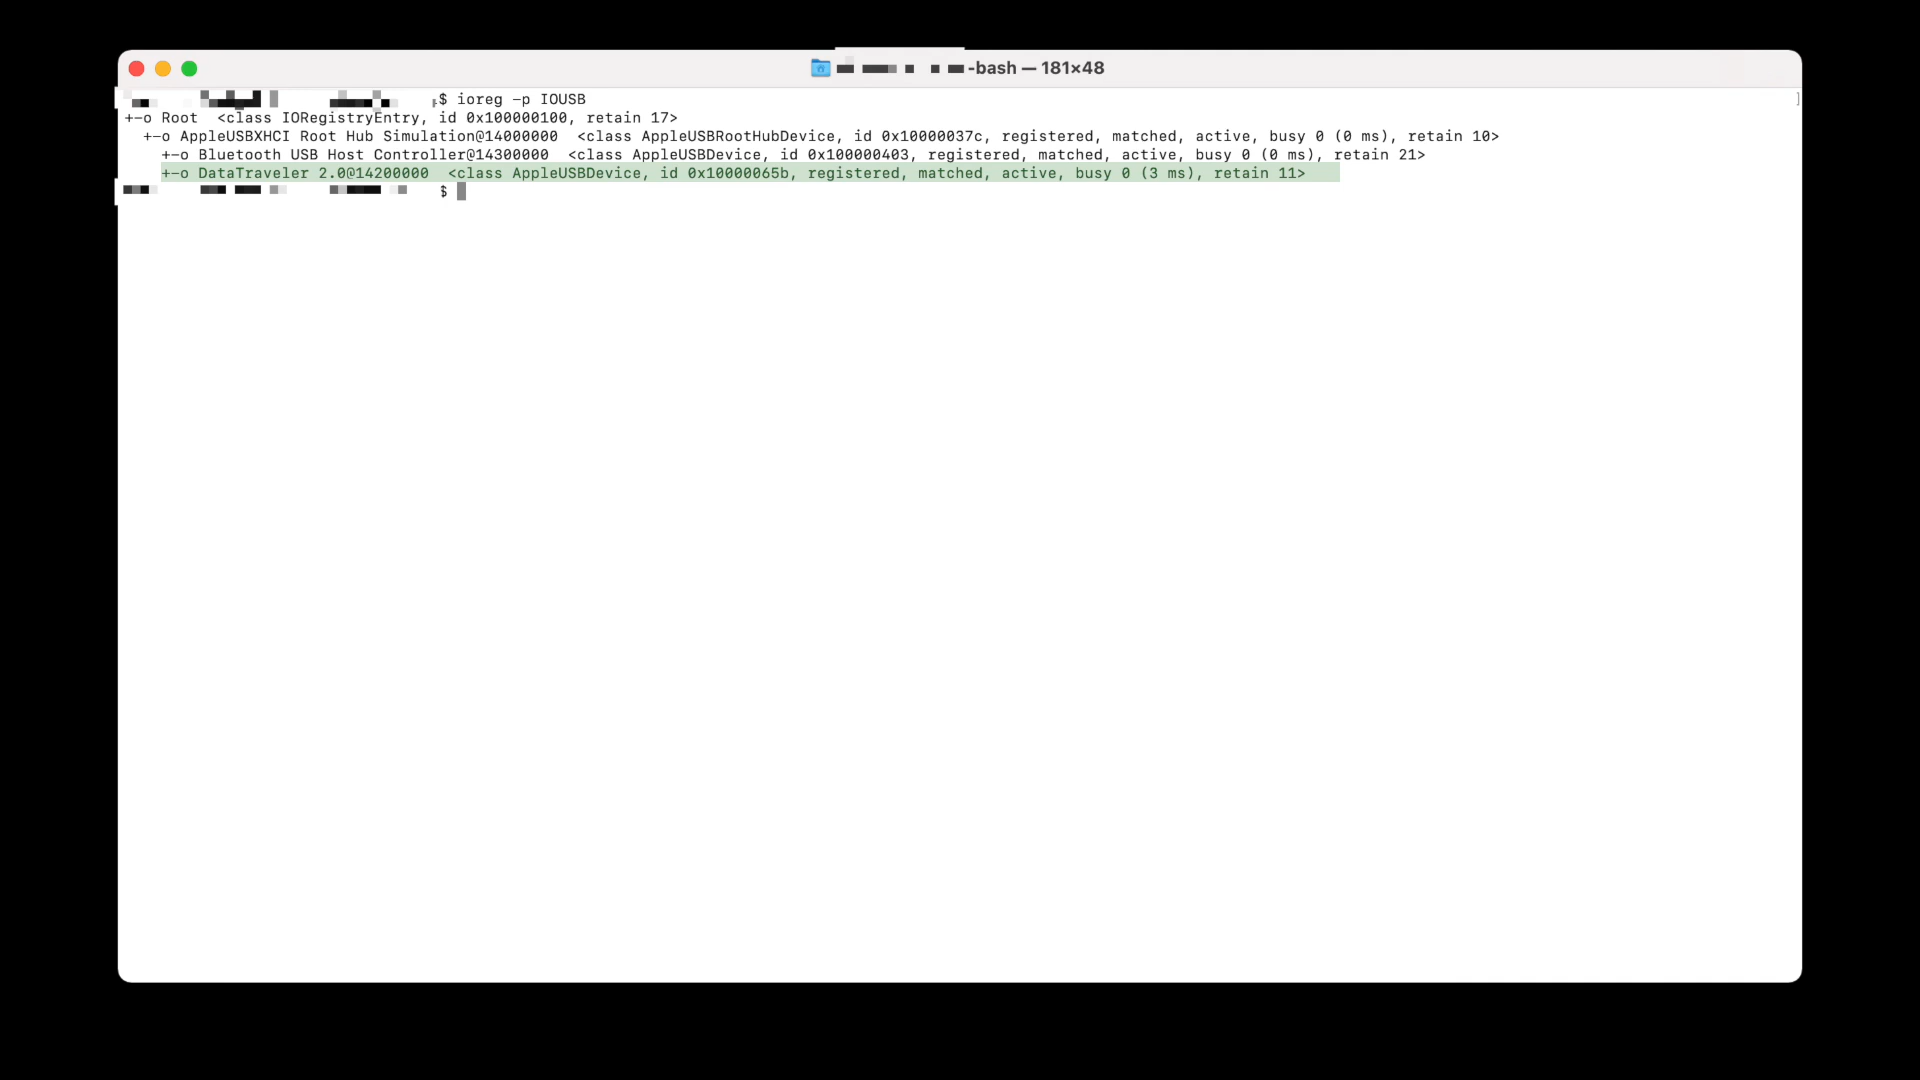 -bash — 181×48
$ ioreg -p IOUSB
+-o Root  <class IORegistryEntry, id 0x100000100, retain 17>
+-o AppleUSBXHCI Root Hub Simulation@14000000  <class AppleUSBRootHubDevice, id 0x10000037c, registered, matched, active, busy 0 (0 ms), retain 10>
+-o Bluetooth USB Host Controller@14300000  <class AppleUSBDevice, id 0x100000403, registered, matched, active, busy 0 (0 ms), retain 21>
+-o DataTraveler 2.0@14200000  <class AppleUSBDevice, id 0x10000065b, registered, matched, active, busy 0 (3 ms), retain 11>
$